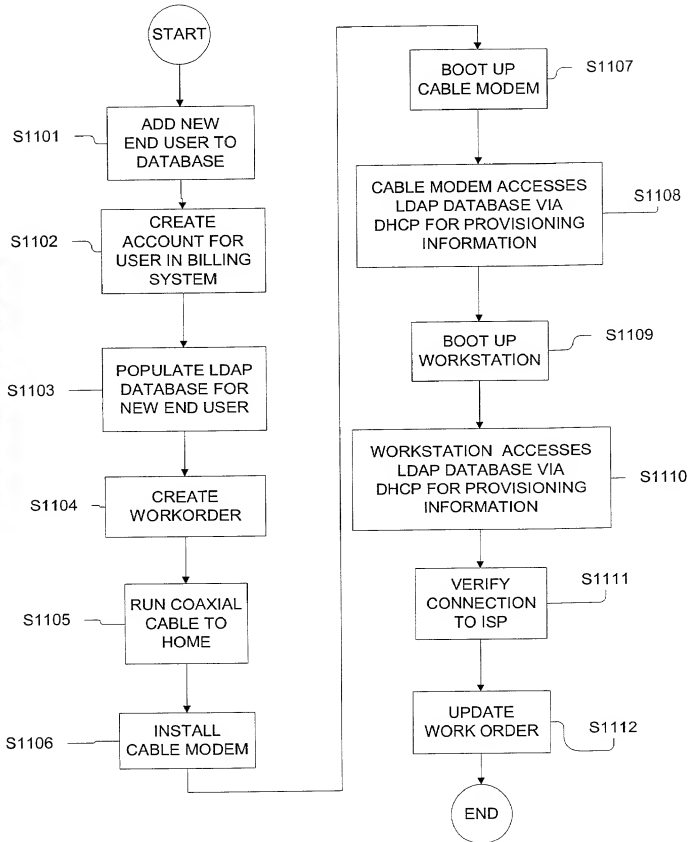 START
S1101
ADD NEW
END USER TO
DATABASE
S1102
CREATE
ACCOUNT FOR
USER IN BILLING
SYSTEM
S1103
POPULATE LDAP
DATABASE FOR
NEW END USER
S1104
CREATE
WORKORDER
S1105
RUN COAXIAL
CABLE TO
HOME
S1106
INSTALL
CABLE MODEM
BOOT UP
CABLE MODEM
S1107
CABLE MODEM ACCESSES
LDAP DATABASE VIA
DHCP FOR PROVISIONING
INFORMATION
S1108
BOOT UP
WORKSTATION
S1109
WORKSTATION ACCESSES
LDAP DATABASE VIA
DHCP FOR PROVISIONING
INFORMATION
S1110
VERIFY
CONNECTION
TO ISP
S1111
UPDATE
WORK ORDER
S1112
END